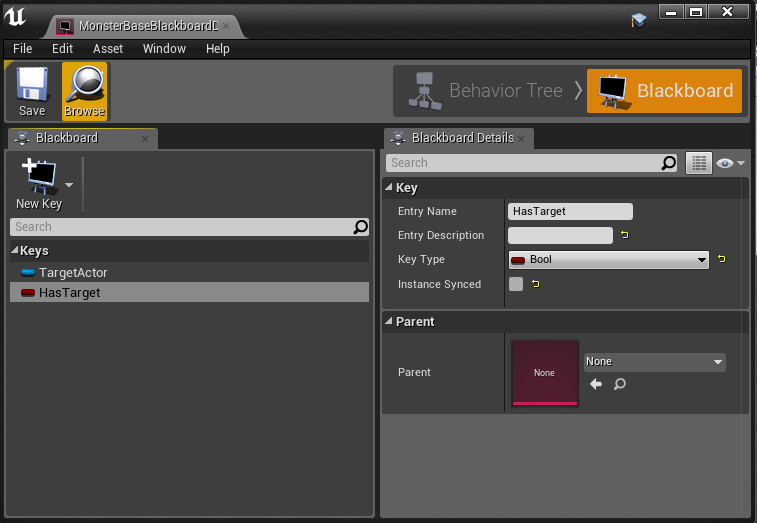 MonsterBaseBlackboardD
File Edit Asset Window Help
Save Browse Behavior Tree Blackboard
Blackboard
New Key
Search
Keys
TargetActor
HasTarget
Blackboard Details
Search
Key
Entry Name HasTarget
Entry Description
Key Type Bool
Instance Synced
Parent
Parent None None